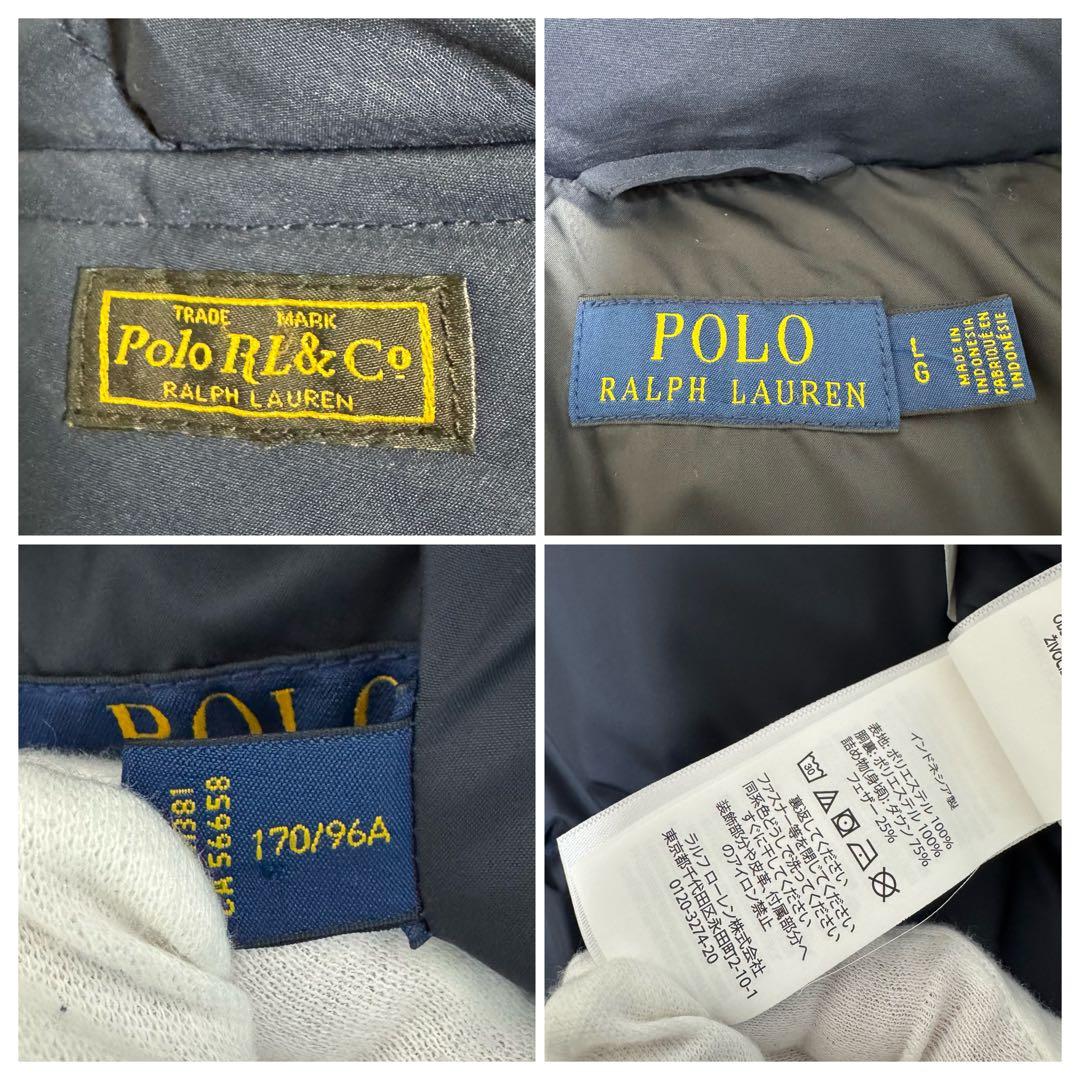 TRADE MARK
Polo RL & Co
RALPH LAUREN
POLO
RALPH LAUREN
L
G
MADE IN
INDONESIA
FABRIQUÉ EN
INDONÉSIE
POLO
381
CA 56658
170/96A
インドネシア製
表地: ポリエステル 100%
胴裏: ポリエステル 100%
詰め物(身頃): ダウン 75%
フェザー 25%
30
裏返してください
ファスナー等を閉じてください
同系色どうしで洗ってください
すぐに干してください
装飾部分や皮革, 付属部分へ
のアイロン禁止
ラルフ ローレン株式会社
東京都千代田区永田町2-10-1
0120-3274-20